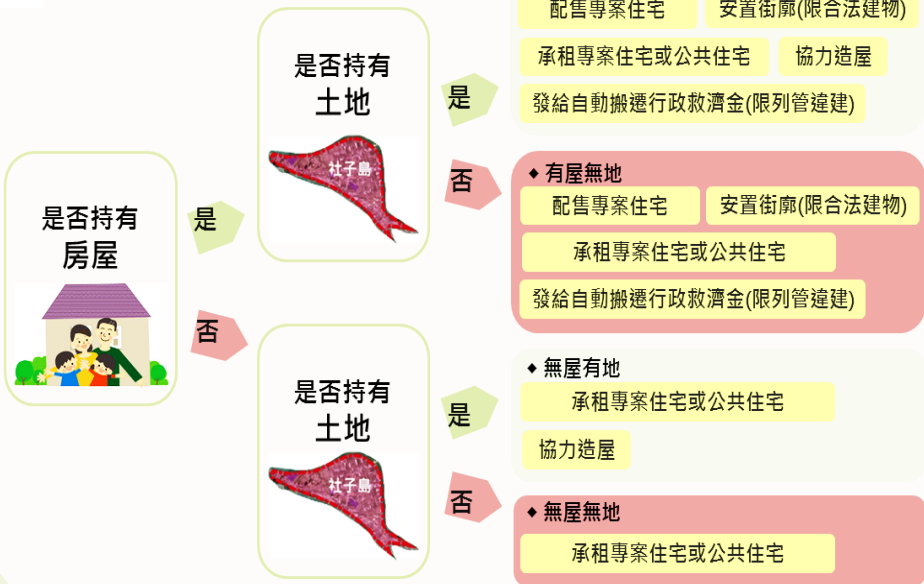 是否持有
房屋
是
否
是否持有
土地
社子島
是
否
是否持有
土地
社子島
是
否
配售專案住宅
安置街廓(限合法建物)
承租專案住宅或公共住宅
協力造屋
發給自動搬遷行政救濟金(限列管違建)
◆ 有屋無地
配售專案住宅
安置街廓(限合法建物)
承租專案住宅或公共住宅
發給自動搬遷行政救濟金(限列管違建)
◆ 無屋有地
承租專案住宅或公共住宅
協力造屋
◆ 無屋無地
承租專案住宅或公共住宅